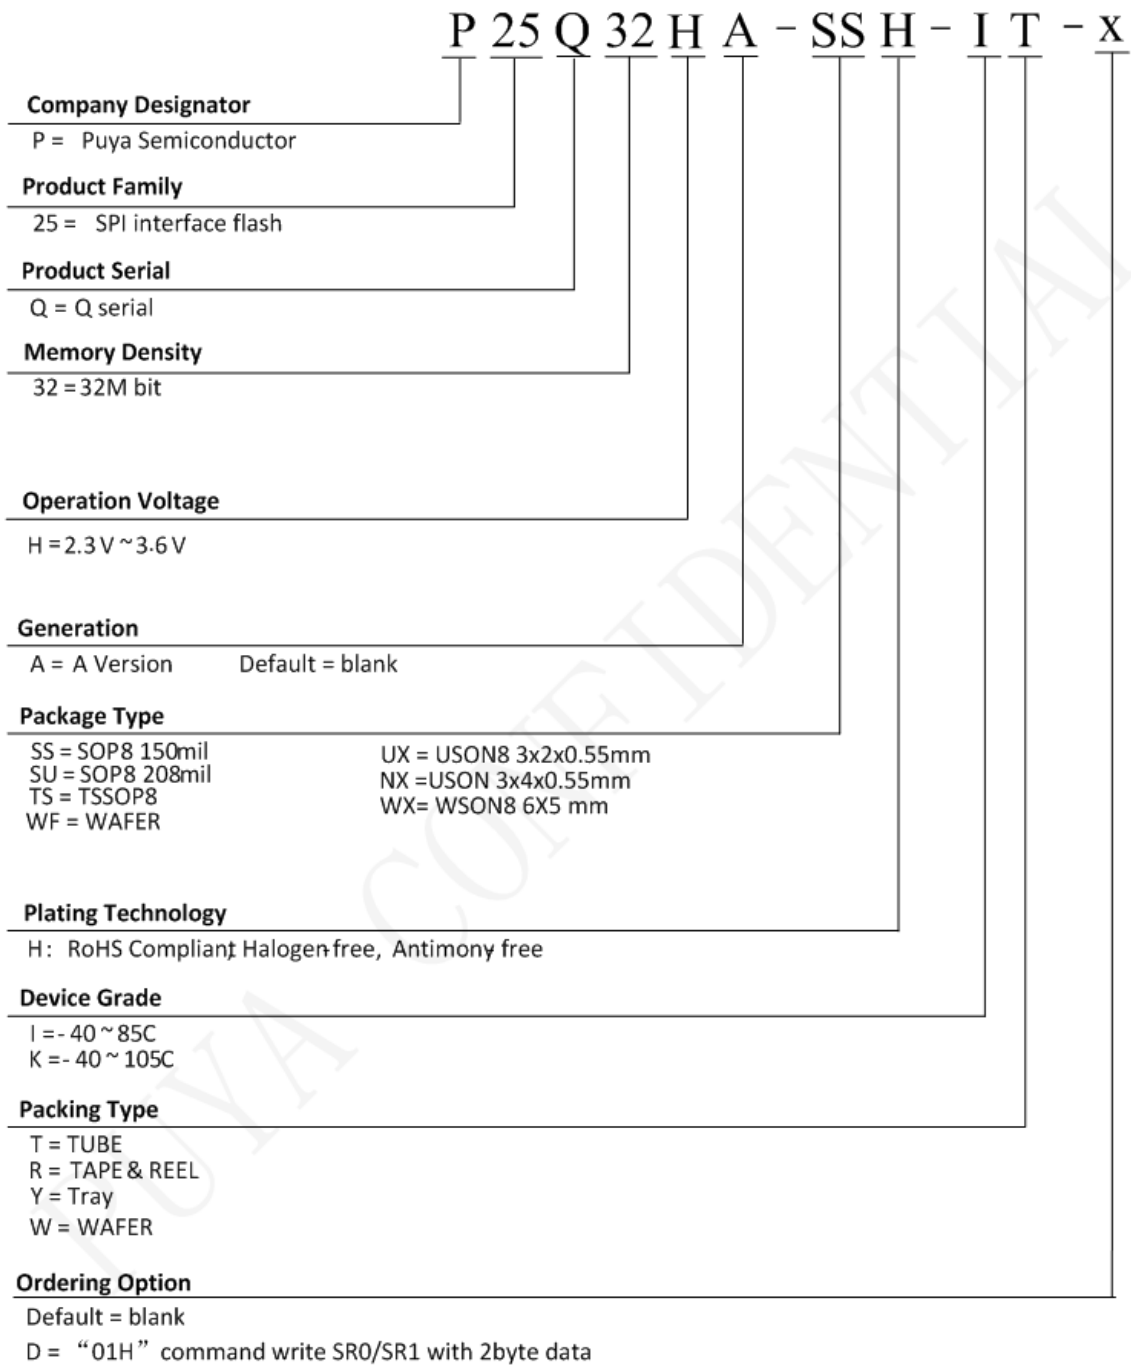 P 25 Q 32 H A - SS H - I T - x
Company Designator
P = Puya Semiconductor
Product Family
25 = SPI interface flash
Product Serial
Q = Q serial
Memory Density
32 = 32M bit
Operation Voltage
H = 2.3 V ~ 3.6 V
Generation
A = A Version Default = blank
Package Type
SS = SOP8 150mil
SU = SOP8 208mil
TS = TSSOP8
WF = WAFER
UX = USON8 3x2x0.55mm
NX =USON 3x4x0.55mm
WX= WSON8 6X5 mm
Plating Technology
H: RoHS Compliant, Halogen-free, Antimony free
Device Grade
I = - 40 ~ 85C
K = - 40 ~ 105C
Packing Type
T = TUBE
R = TAPE & REEL
Y = Tray
W = WAFER
Ordering Option
Default = blank
D = “01H” command write SR0/SR1 with 2byte data
PUYA CONFIDENTIAL